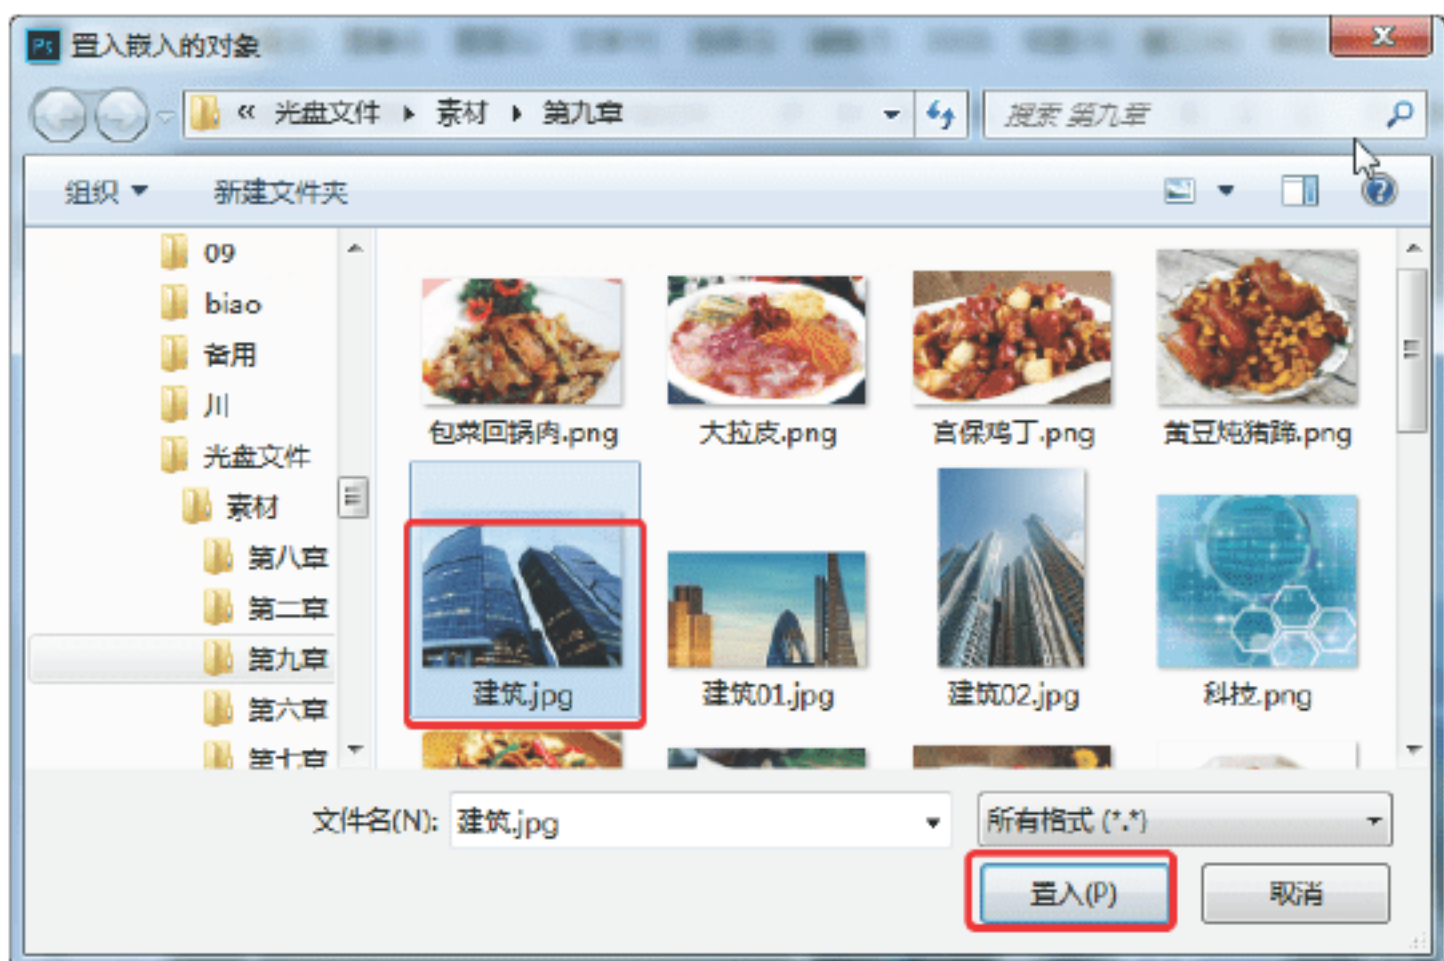 Ps 置入嵌入的对象
« 光盘文件 ▸ 素材 ▸ 第九章
搜索 第九章
组织 新建文件夹
09
biao
备用
川
光盘文件
素材
第八章
第二章
第九章
第六章
第七章
包菜回锅肉.png 大拉皮.png 宫保鸡丁.png 黄豆炖猪蹄.png
建筑.jpg 建筑01.jpg 建筑02.jpg 科技.png
文件名(N): 建筑.jpg 所有格式 (*.*)
置入(P) 取消